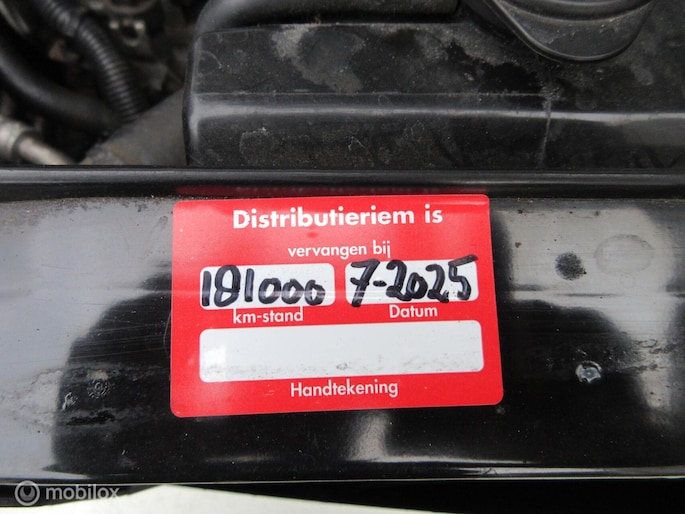 Distributieriem is
vervangen bij
181000 7-2025
km-stand Datum
Handtekening
mobilox